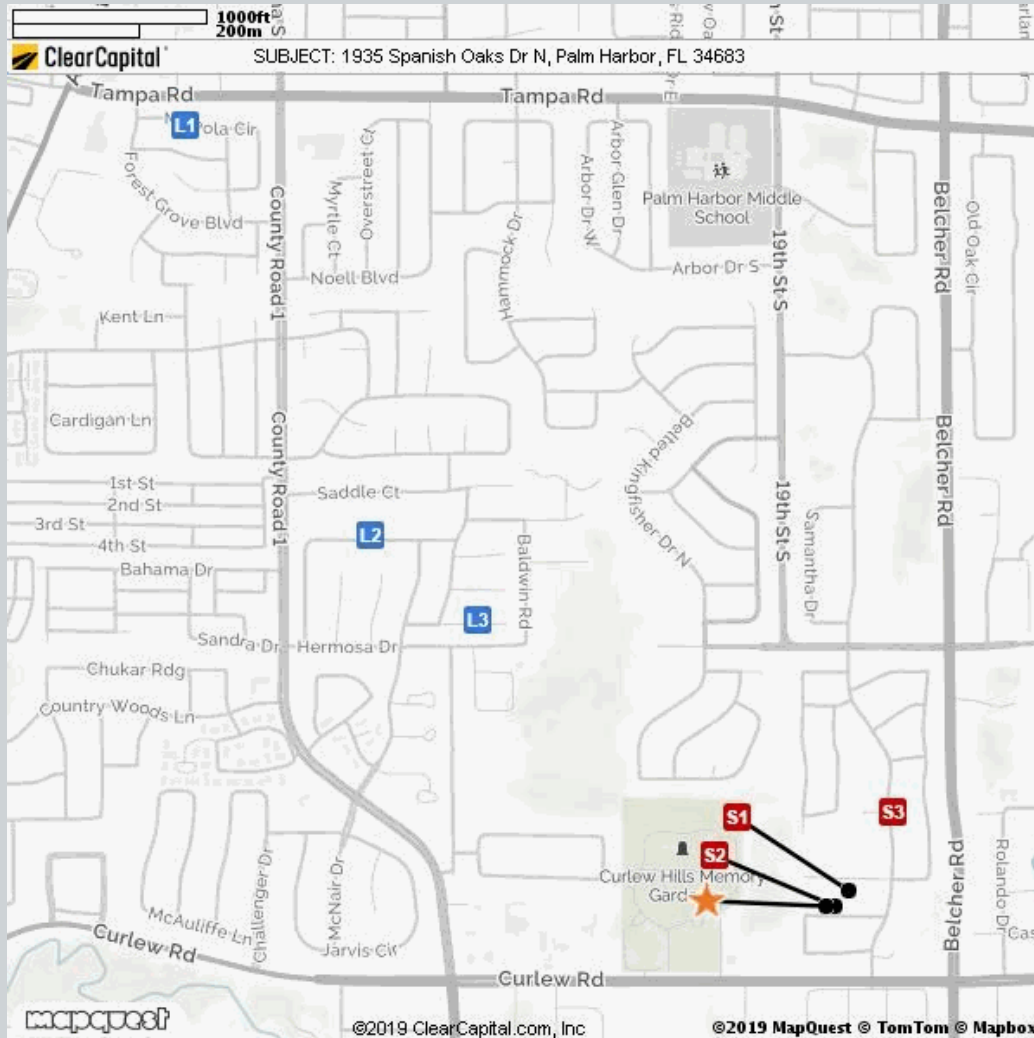 1000ft
200m
ClearCapital
SUBJECT: 1935 Spanish Oaks Dr N, Palm Harbor, FL 34683
Tampa Rd
Tampa Rd
L1
Forest Grove Blvd
County Road 1
Myrtle Ct
Overstreet Ct
Noell Blvd
Hammock Dr
Arbor Dr W
Arbor Glen Dr
Palm Harbor Middle
School
Arbor Dr S
19th St S
Belcher Rd
Old Oak Cir
Kent Ln
Cardigan Ln
County Road 1
Belted Kingfisher Dr N
Belcher Rd
1st St
2nd St
3rd St
4th St
Saddle Ct
L2
19th St S
Samantha Dr
Bahama Dr
Baldwin Rd
L3
Sandra Dr
Hermosa Dr
Chukar Rdg
Country Woods Ln
S1
S2
S3
Curlew Hills Memory
Gard
Challenger Dr
McNair Dr
McAuliffe Ln
Jarvis Cir
Belcher Rd
Rolando Dr
Curlew Rd
Curlew Rd
mapquest
©2019 ClearCapital.com, Inc
©2019 MapQuest © TomTom © Mapbox